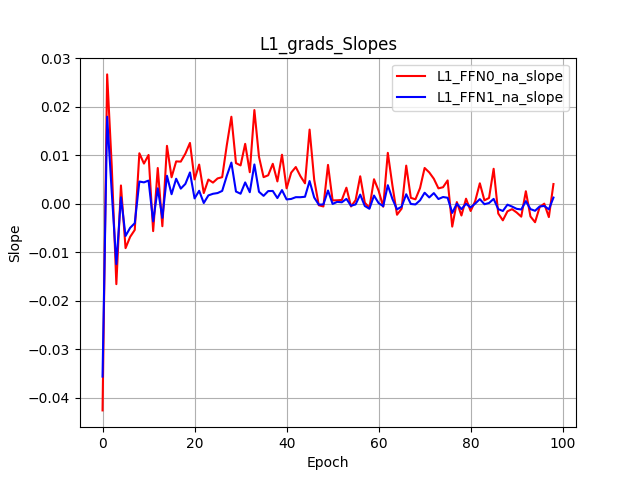 L1_grads_Slopes
L1_FFN0_na_slope
L1_FFN1_na_slope
Slope
0.03
0.02
0.01
0.00
−0.01
−0.02
−0.03
−0.04
0 20 40 60 80 100
Epoch